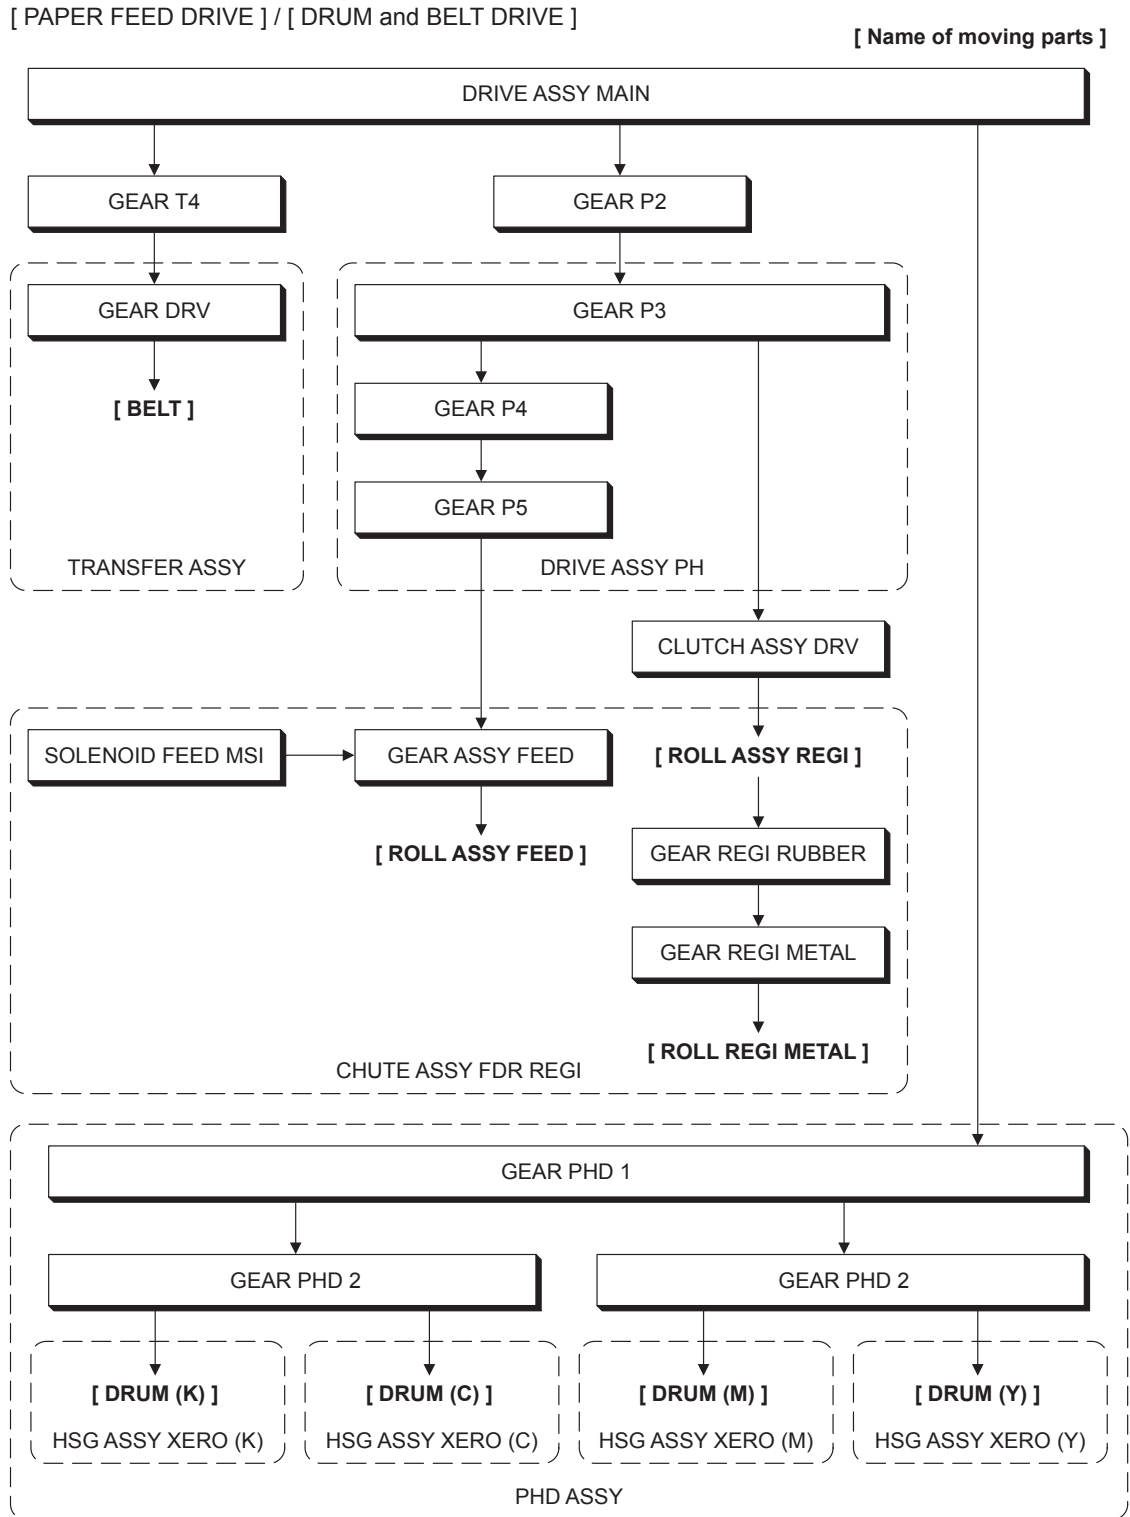 [ PAPER FEED DRIVE ] / [ DRUM and BELT DRIVE ]
[ Name of moving parts ]
DRIVE ASSY MAIN
GEAR T4
GEAR P2
GEAR DRV
GEAR P3
[ BELT ]
GEAR P4
GEAR P5
TRANSFER ASSY
DRIVE ASSY PH
CLUTCH ASSY DRV
SOLENOID FEED MSI
GEAR ASSY FEED
[ ROLL ASSY REGI ]
[ ROLL ASSY FEED ]
GEAR REGI RUBBER
GEAR REGI METAL
[ ROLL REGI METAL ]
CHUTE ASSY FDR REGI
GEAR PHD 1
GEAR PHD 2
GEAR PHD 2
[ DRUM (K) ]
[ DRUM (C) ]
[ DRUM (M) ]
[ DRUM (Y) ]
HSG ASSY XERO (K)
HSG ASSY XERO (C)
HSG ASSY XERO (M)
HSG ASSY XERO (Y)
PHD ASSY